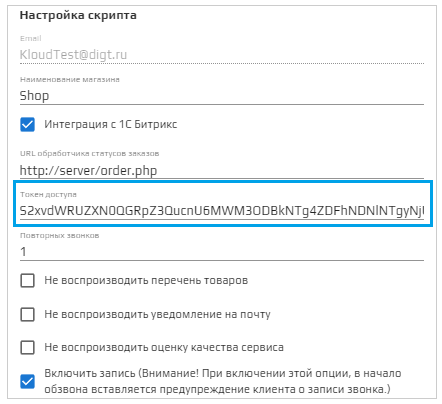 Настройка скрипта
Email
KloudTest@digt.ru
Наименование магазина
Shop
Интеграция с 1С Битрикс
URL обработчика статусов заказов
http://server/order.php
Токен доступа
S2xvdWRUZXN0QGRpZ3QucnU6MWM3ODBkNTg4ZDFhNDNlNTgyNjI
Повторных звонков
1
Не воспроизводить перечень товаров
Не воспроизводить уведомление на почту
Не воспроизводить оценку качества сервиса
Включить запись (Внимание! При включении этой опции, в начало
обзвона вставляется предупреждение клиента о записи звонка.)